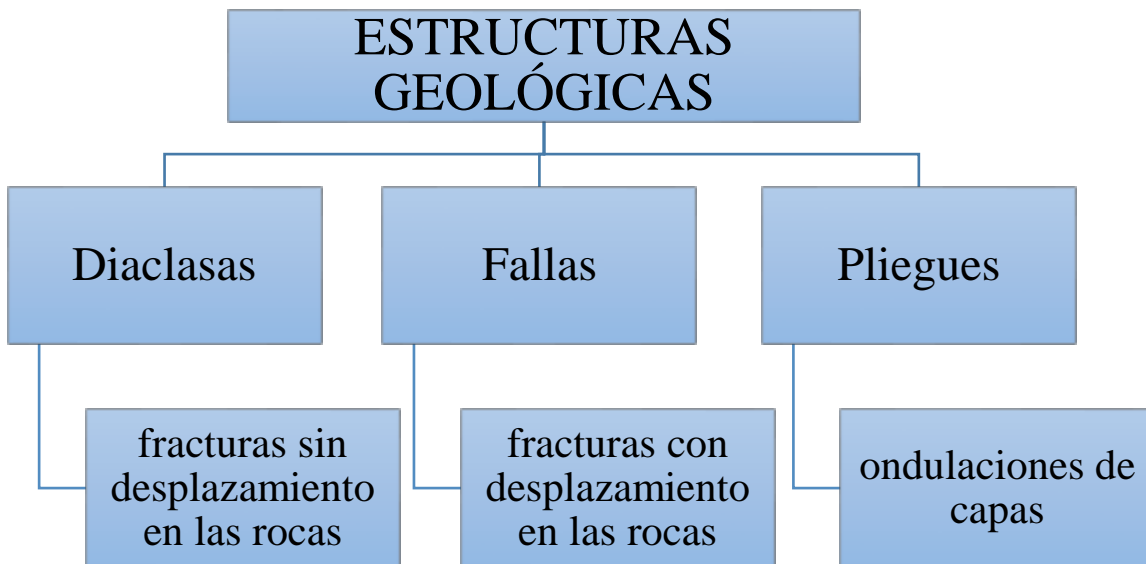 ESTRUCTURAS
GEOLÓGICAS
Diaclasas
Fallas
Pliegues
fracturas sin
desplazamiento
en las rocas
fracturas con
desplazamiento
en las rocas
ondulaciones de
capas